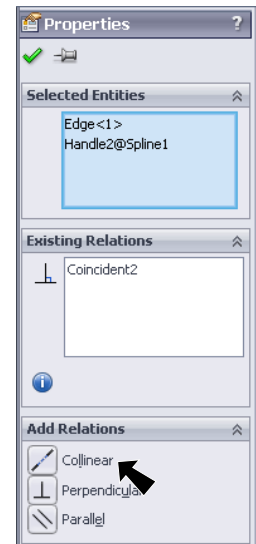 Properties ?
Selected Entities
Edge<1>
Handle2@Spline1
Existing Relations
Coincident2
Add Relations
Collinear
Perpendicular
Parallel